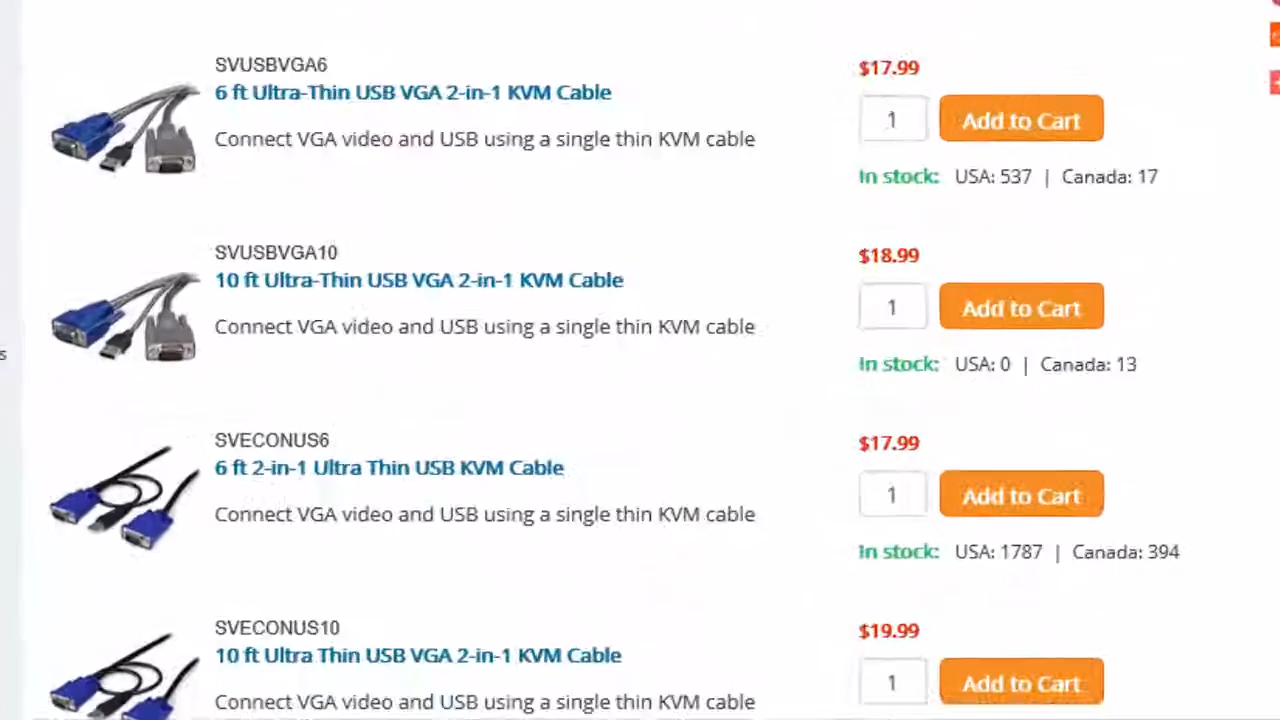 SVUSBVGA6
6 ft Ultra-Thin USB VGA 2-in-1 KVM Cable
Connect VGA video and USB using a single thin KVM cable
$17.99
1
Add to Cart
In stock: USA: 537 | Canada: 17
SVUSBVGA10
10 ft Ultra-Thin USB VGA 2-in-1 KVM Cable
Connect VGA video and USB using a single thin KVM cable
$18.99
1
Add to Cart
In stock: USA: 0 | Canada: 13
s
SVECONUS6
6 ft 2-in-1 Ultra Thin USB KVM Cable
Connect VGA video and USB using a single thin KVM cable
$17.99
1
Add to Cart
In stock: USA: 1787 | Canada: 394
SVECONUS10
10 ft Ultra Thin USB VGA 2-in-1 KVM Cable
Connect VGA video and USB using a single thin KVM cable
$19.99
1
Add to Cart